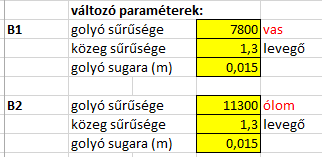 változó paraméterek:
B1 golyó sűrűsége 7800 vas
közeg sűrűsége 1,3 levegő
golyó sugara (m) 0,015
B2 golyó sűrűsége 11300 ólom
közeg sűrűsége 1,3 levegő
golyó sugara (m) 0,015